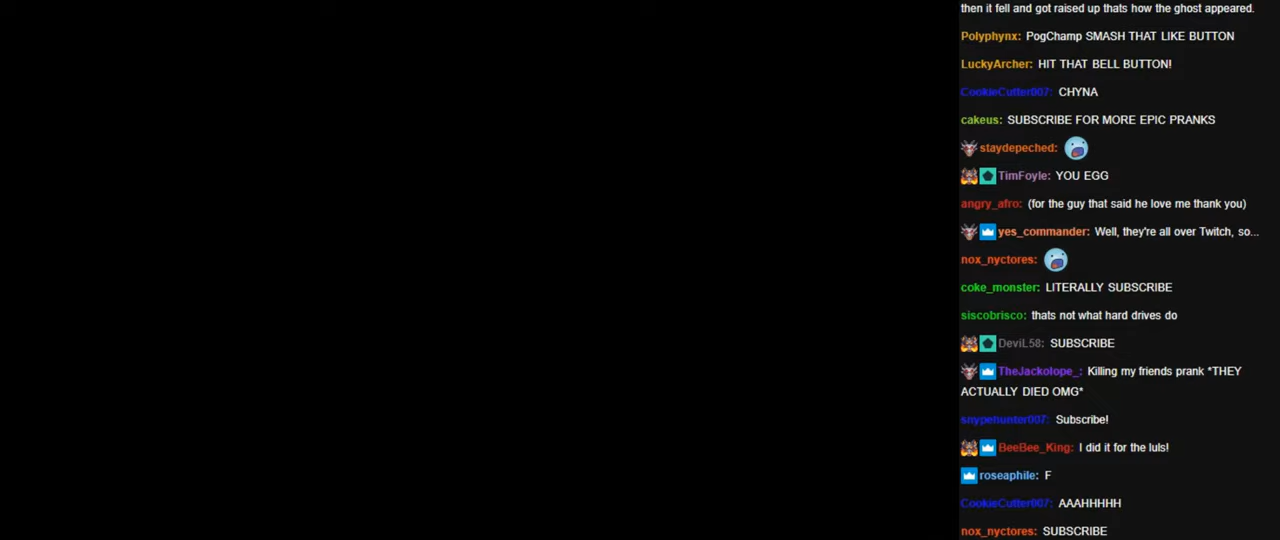 then it fell and got raised up thats how the ghost appeared.
Polyphynx: PogChamp SMASH THAT LIKE BUTTON
LuckyArcher: HIT THAT BELL BUTTON!
CookieCutter007: CHYNA
cakeus: SUBSCRIBE FOR MORE EPIC PRANKS
staydepeched:
TimFoyle: YOU EGG
angry_afro: (for the guy that said he love me thank you)
yes_commander: Well, they're all over Twitch, so...
nox_nyctores:
coke_monster: LITERALLY SUBSCRIBE
siscobrisco: thats not what hard drives do
DeviL58: SUBSCRIBE
TheJackolope_: Killing my friends prank *THEY
ACTUALLY DIED OMG*
snypehunter007: Subscribe!
BeeBee_King: I did it for the luls!
roseaphile: F
CookieCutter007: AAAHHHHH
nox_nyctores: SUBSCRIBE